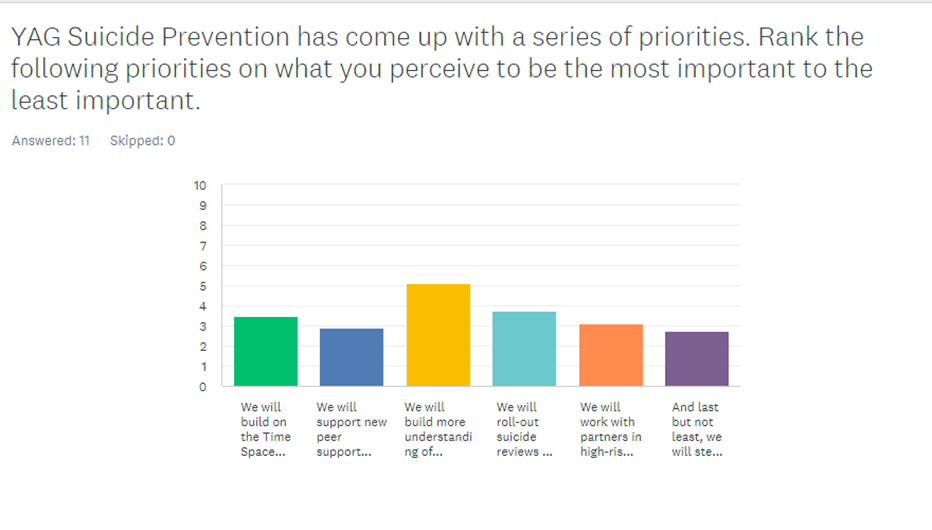 YAG Suicide Prevention has come up with a series of priorities. Rank the
following priorities on what you perceive to be the most important to the
least important.
Answered: 11 Skipped: 0
10
9
8
7
6
5
4
3
2
1
0
We will
build on
the Time
Space...
We will
support new
peer
support...
We will
build more
understandi
ng of...
We will
roll-out
suicide
reviews ...
We will
work with
partners in
high-ris...
And last
but not
least, we
will ste...